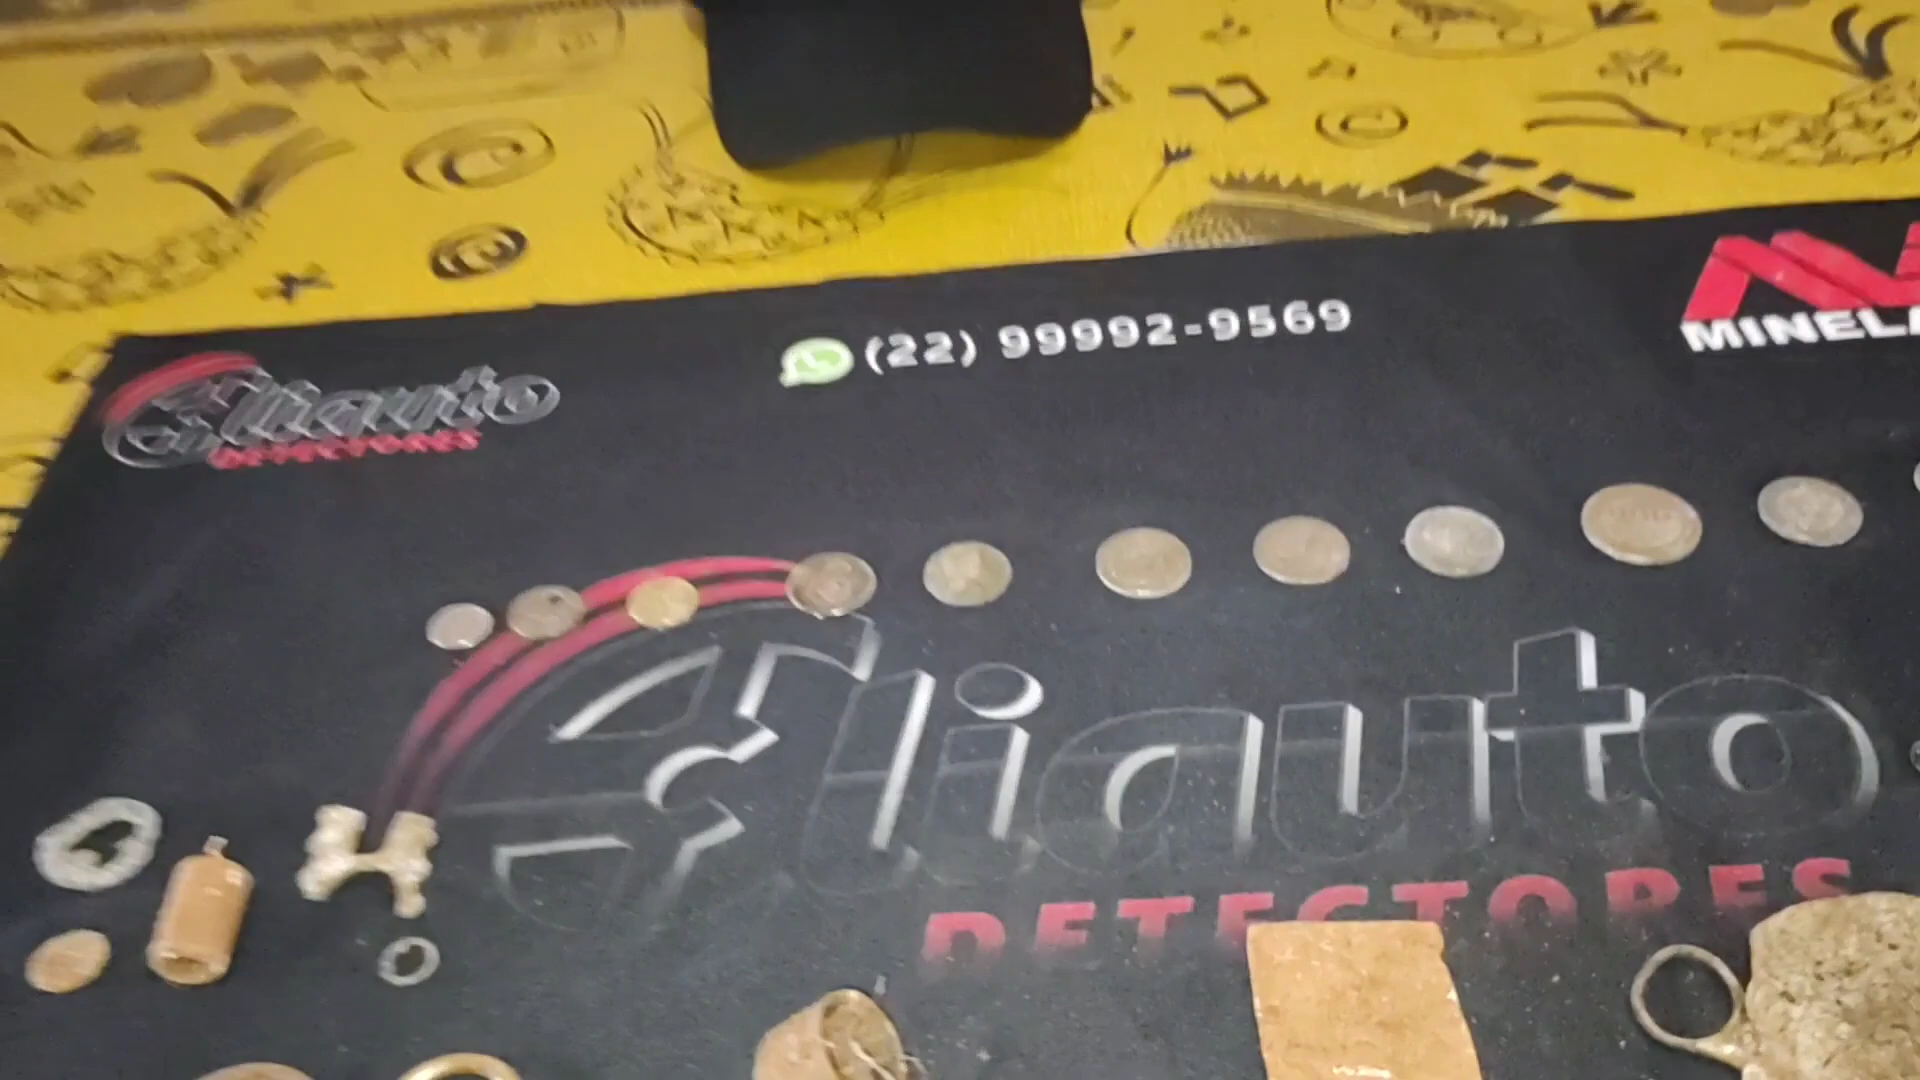 Eliauto
DETECTORES
(22) 99992-9569
MINELA
Eliauto
DETECTORES